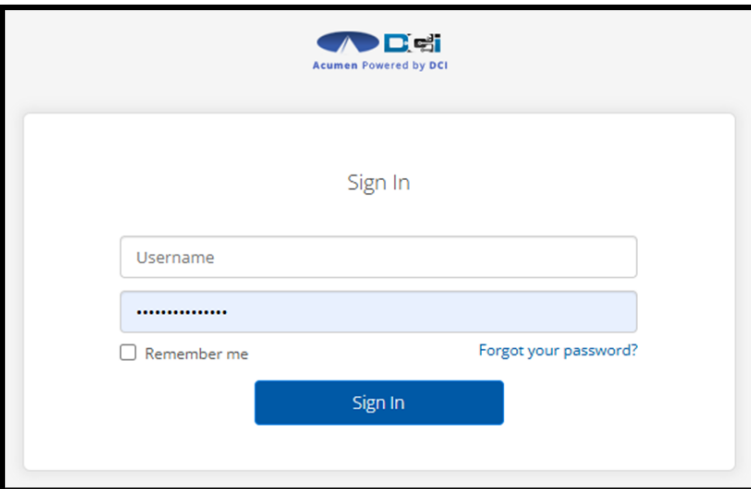 DCI
Acumen Powered by DCI
Sign In
Username
•••••••••••••••
Remember me
Forgot your password?
Sign In